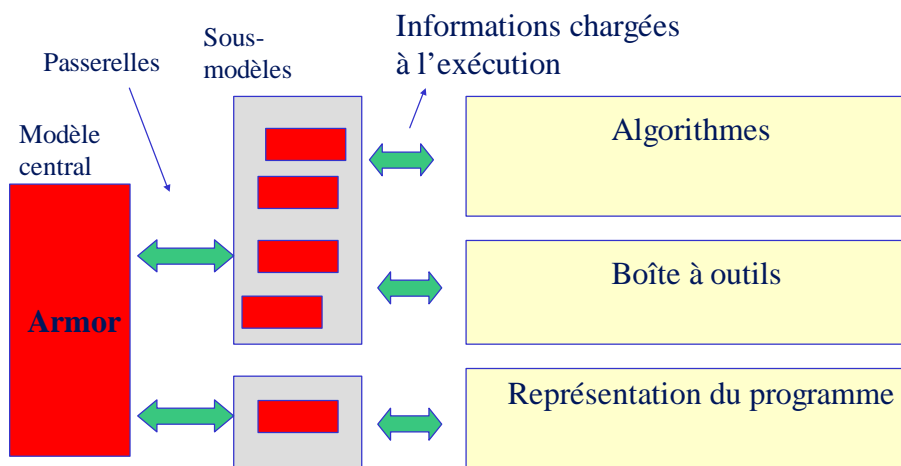 Informations chargées
à l’exécution
Sous-
modèles
Passerelles
Modèle
central
Armor
Algorithmes
Boîte à outils
Représentation du programme